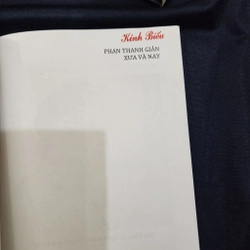 Kính Biếu
PHAN THANH GIẢN
XƯA VÀ NAY